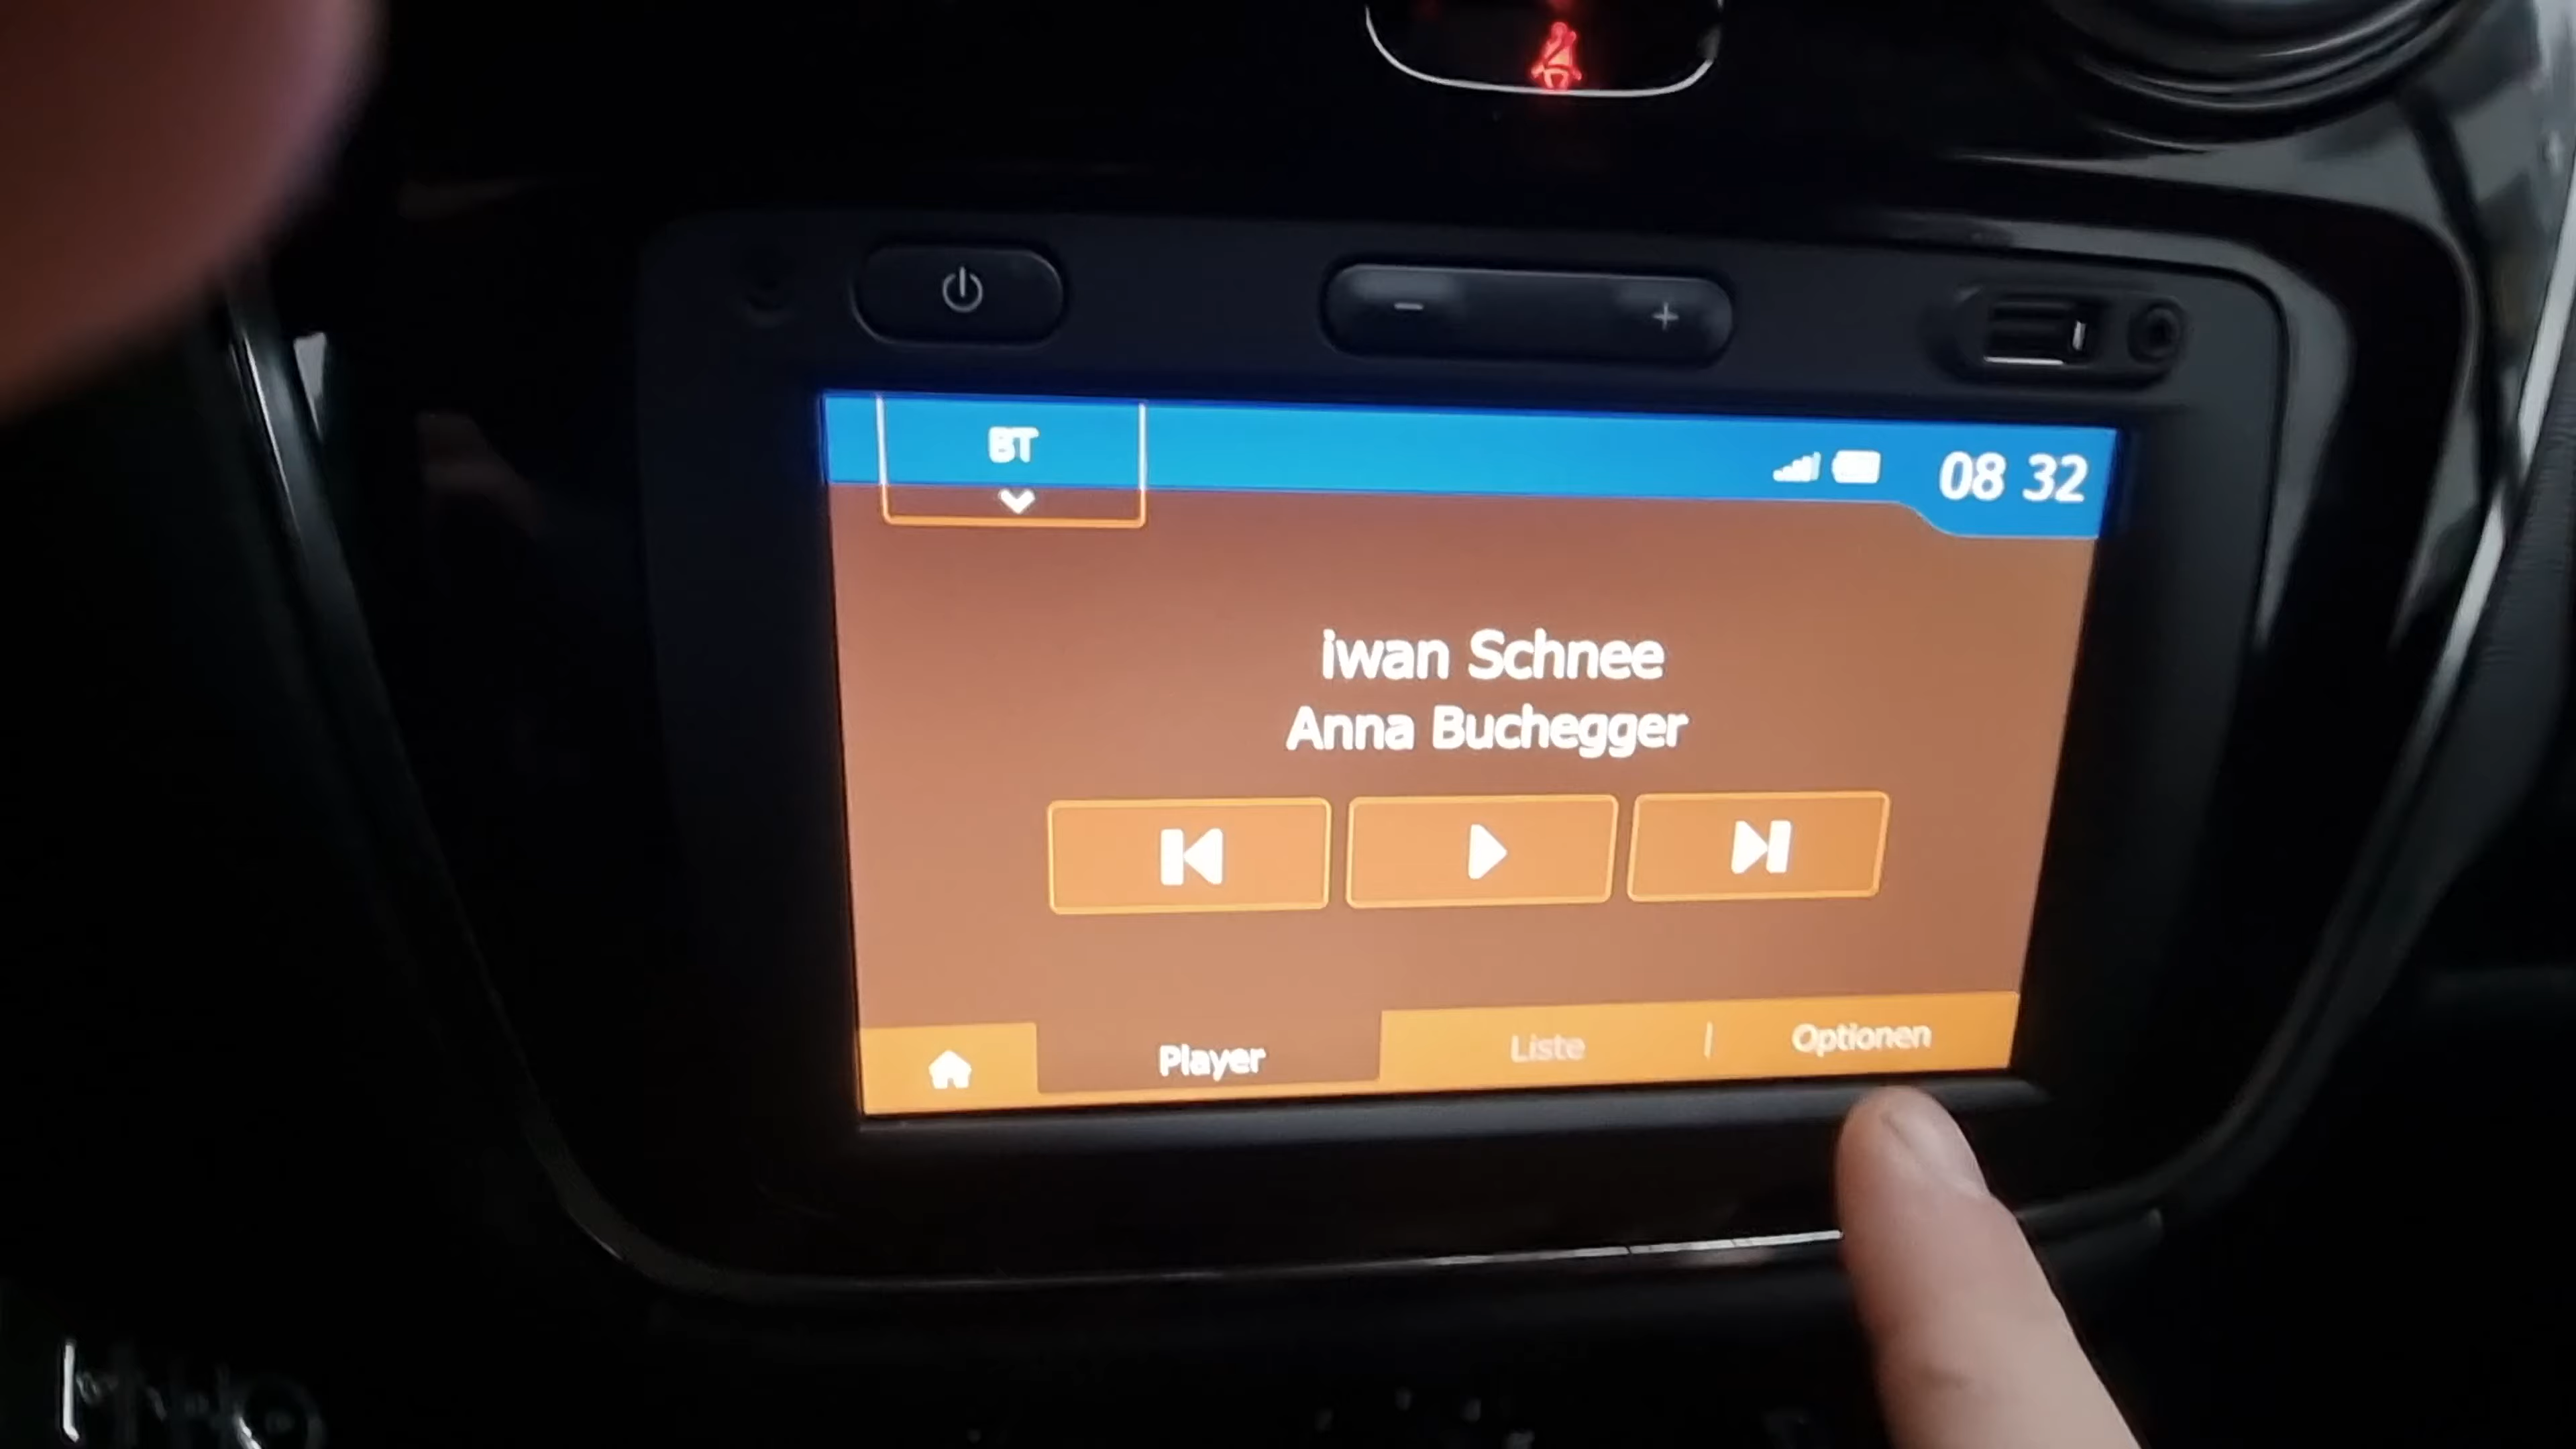 BT
08 32
iwan Schnee
Anna Buchegger
Player
Liste
Optionen